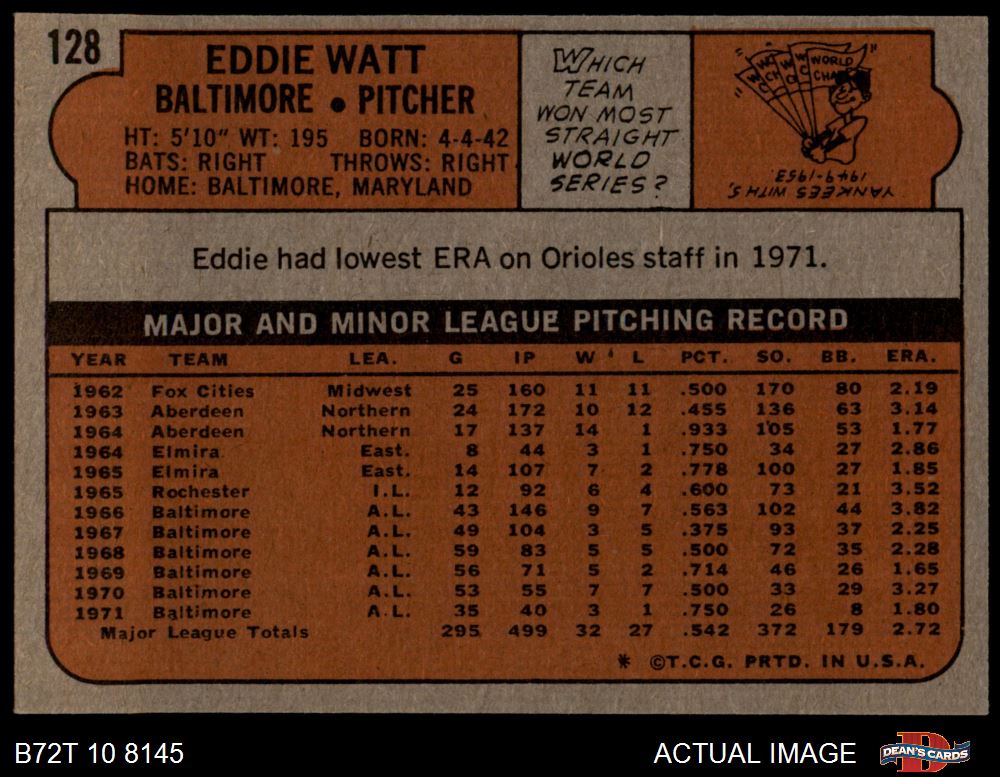 128
EDDIE WATT
BALTIMORE • PITCHER
HT: 5'10" WT: 195 BORN: 4-4-42
BATS: RIGHT THROWS: RIGHT
HOME: BALTIMORE, MARYLAND
WHICH
TEAM
WON MOST
STRAIGHT
WORLD
SERIES?
WORLD
CHA
YANKEES WITH 5,
1949-1953.
Eddie had lowest ERA on Orioles staff in 1971.
MAJOR AND MINOR LEAGUE PITCHING RECORD
YEAR TEAM LEA. G IP W L PCT. SO. BB. ERA.
1962 Fox Cities Midwest 25 160 11 11 .500 170 80 2.19
1963 Aberdeen Northern 24 172 10 12 .455 136 63 3.14
1964 Aberdeen Northern 17 137 14 1 .933 105 53 1.77
1964 Elmira East. 8 44 3 1 .750 34 27 2.86
1965 Elmira East. 14 107 7 2 .778 100 27 1.85
1965 Rochester I.L. 12 92 6 4 .600 73 21 3.52
1966 Baltimore A.L. 43 146 9 7 .563 102 44 3.82
1967 Baltimore A.L. 49 104 3 5 .375 93 37 2.25
1968 Baltimore A.L. 59 83 5 5 .500 72 35 2.28
1969 Baltimore A.L. 56 71 5 2 .714 46 26 1.65
1970 Baltimore A.L. 53 55 7 7 .500 33 29 3.27
1971 Baltimore A.L. 35 40 3 1 .750 26 8 1.80
Major League Totals 295 499 32 27 .542 372 179 2.72
* ©T.C.G. PRTD. IN U.S.A.
B72T 10 8145
ACTUAL IMAGE
DEAN'S CARDS